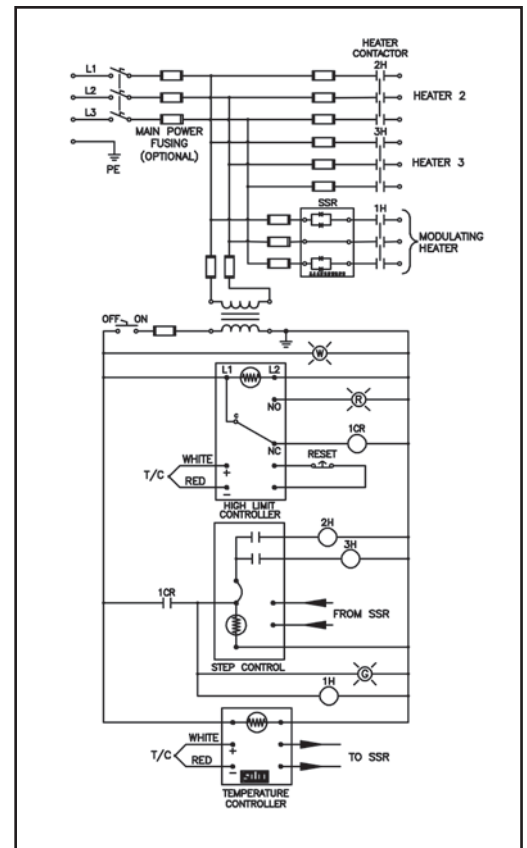 HEATER
CONTACTOR
2H
L1
L2
HEATER 2
L3
MAIN POWER
FUSING
(OPTIONAL)
3H
PE
HEATER 3
SSR
1H
MODULATING
HEATER
OFF ON
W
L1 L2
NO
R
C
1CR
NC
RESET
WHITE
T/C
+
RED
−
HIGH LIMIT
CONTROLLER
2H
3H
1CR
FROM SSR
STEP CONTROL
G
1H
WHITE
T/C
+
TO SSR
RED
−
TEMPERATURE
CONTROLLER